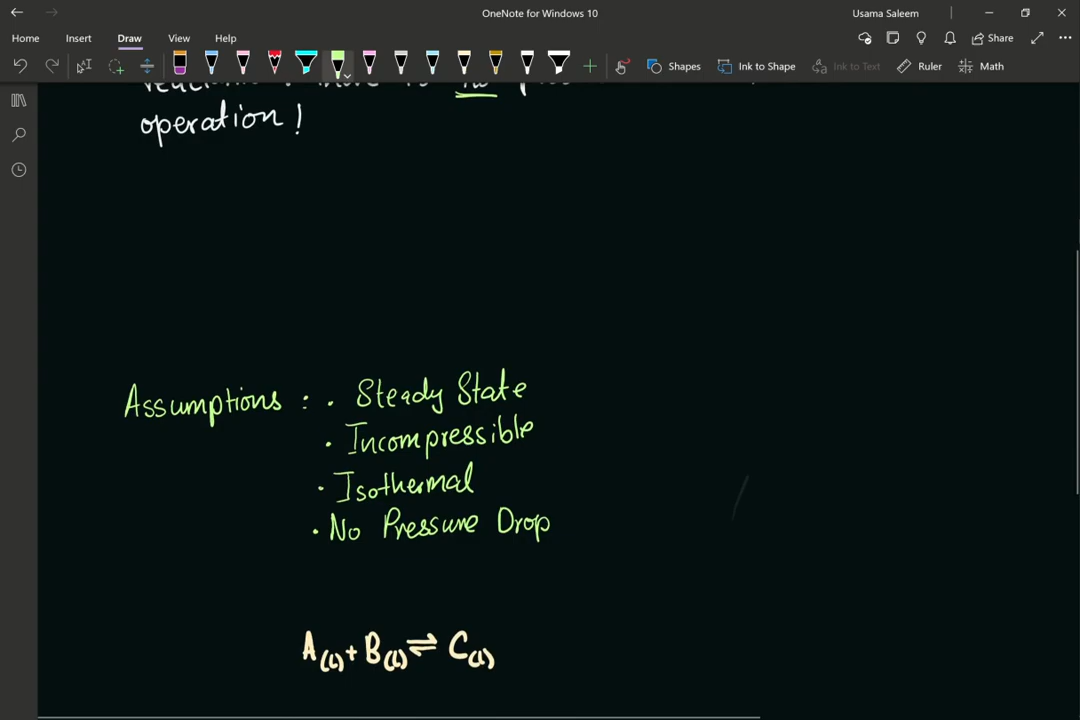 OneNote for Windows 10
Usama Saleem
Home Insert Draw View Help
Share
Shapes Ink to Shape Ink to Text Ruler Math
operation!
Assumptions : . Steady State
. Incompressible
. Isothermal
. No Pressure Drop
A(l) + B(l) ⇌ C(l)